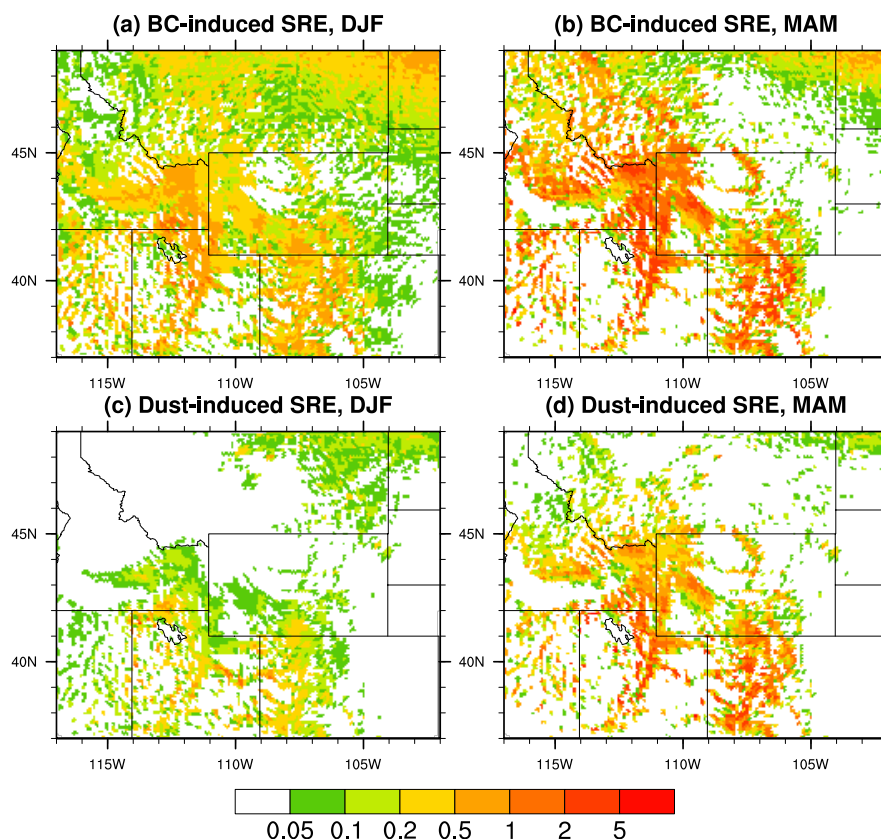 (a) BC-induced SRE, DJF
(b) BC-induced SRE, MAM
45N
40N
115W 110W 105W
45N
40N
115W 110W 105W
(c) Dust-induced SRE, DJF
(d) Dust-induced SRE, MAM
45N
40N
115W 110W 105W
45N
40N
115W 110W 105W
0.05 0.1 0.2 0.5 1 2 5